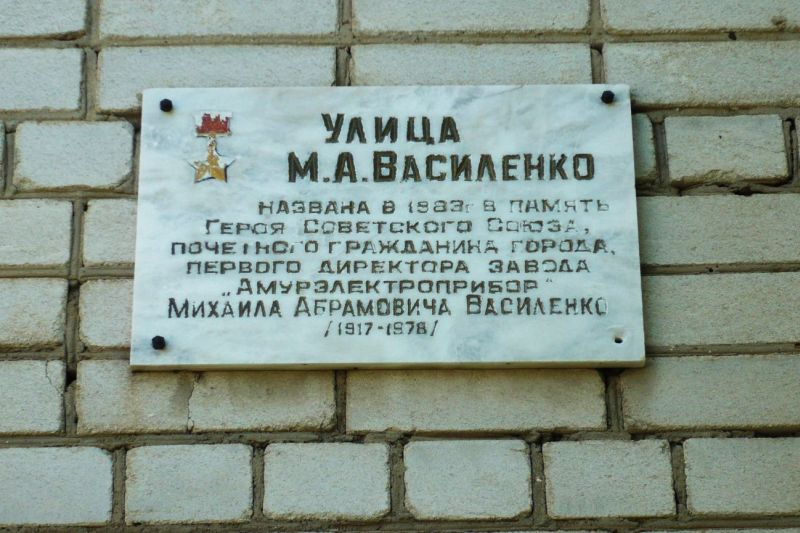 Улица
М.А.Василенко
названа в 1983г в память
Героя Советского Союза,
почетного гражданина города,
первого директора завода
„Амурэлектроприбор"
Михаила Абрамовича Василенко
/1917-1978/